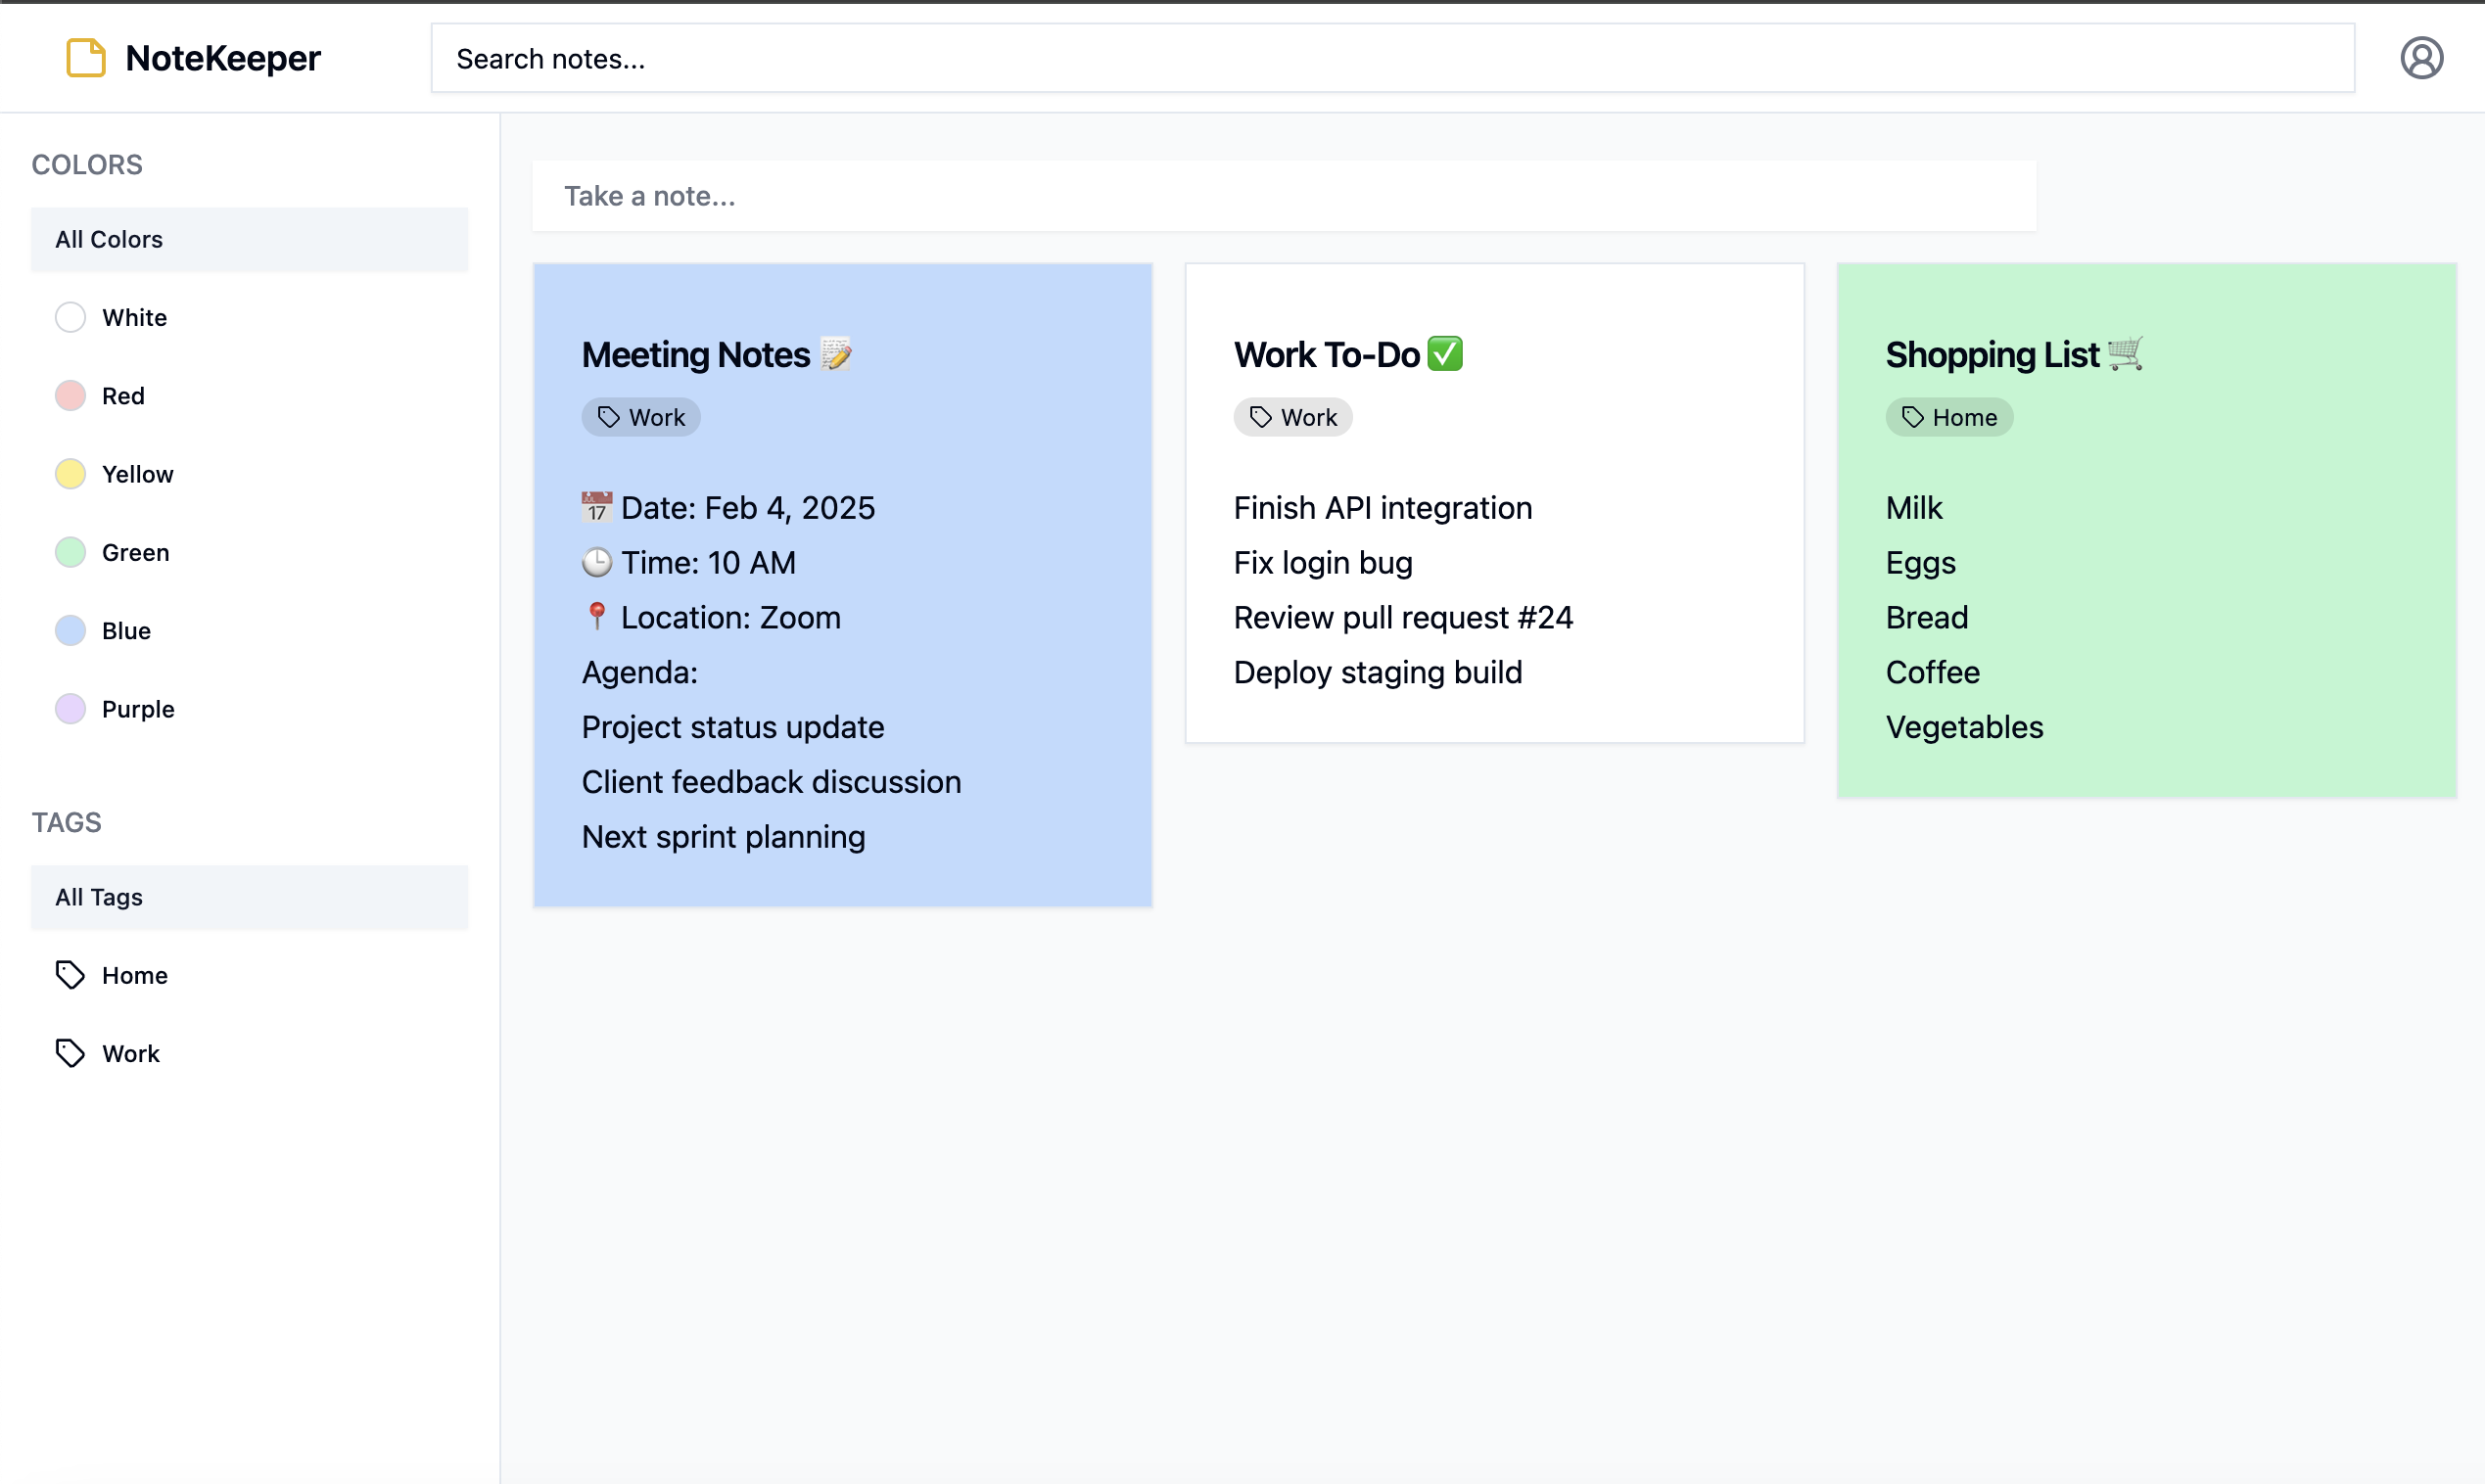 NoteKeeper
Search notes...
COLORS
All Colors
White
Red
Yellow
Green
Blue
Purple
TAGS
All Tags
Home
Work
Take a note...
Meeting Notes 📝
Work
📅 Date: Feb 4, 2025
🕒 Time: 10 AM
📍 Location: Zoom
Agenda:
Project status update
Client feedback discussion
Next sprint planning
Work To-Do ✅
Work
Finish API integration
Fix login bug
Review pull request #24
Deploy staging build
Shopping List 🛒
Home
Milk
Eggs
Bread
Coffee
Vegetables